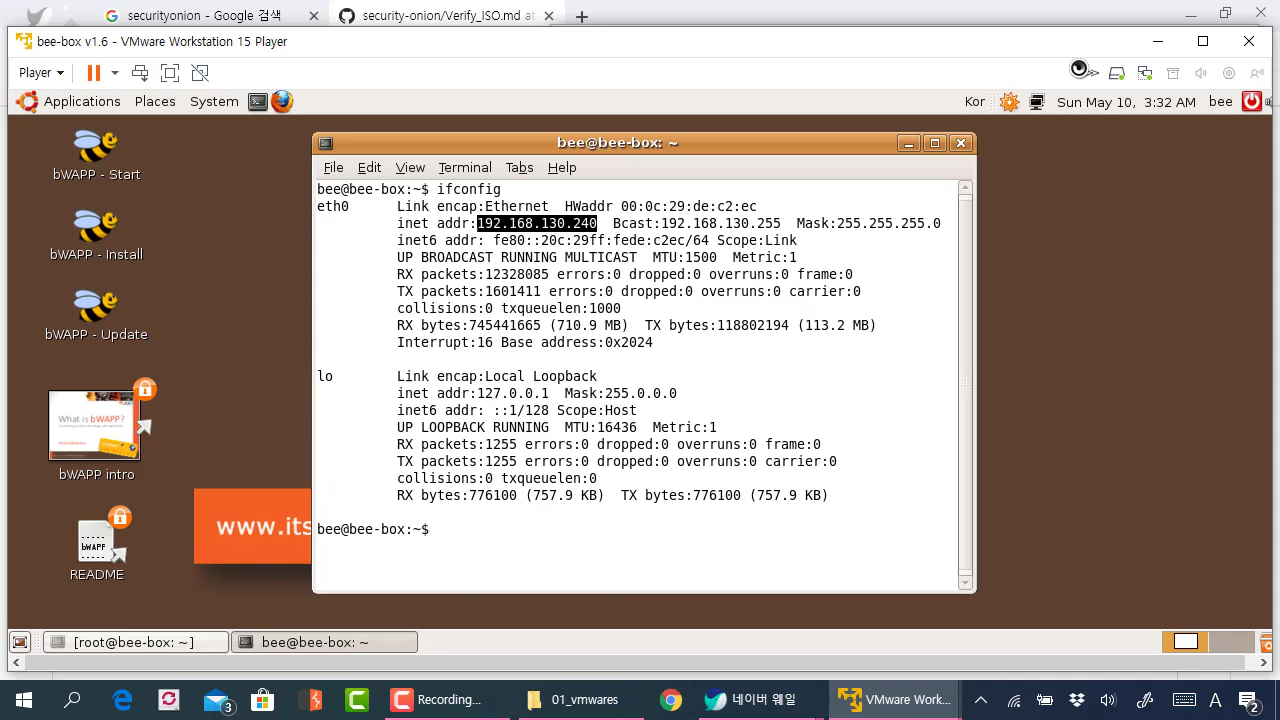 securityonion - Google 검색
security-onion/Verify_ISO.md at
bee-box v1.6 - VMware Workstation 15 Player
Player
Applications Places System
Kor
Sun May 10, 3:32 AM bee
bWAPP - Start
bWAPP - Install
bWAPP - Update
What is bWAPP?
bWAPP intro
bWAPP
README
www.its
bee@bee-box: ~
File Edit View Terminal Tabs Help
bee@bee-box:~$ ifconfig
eth0 Link encap:Ethernet HWaddr 00:0c:29:de:c2:ec
inet addr:192.168.130.240 Bcast:192.168.130.255 Mask:255.255.255.0
inet6 addr: fe80::20c:29ff:fede:c2ec/64 Scope:Link
UP BROADCAST RUNNING MULTICAST MTU:1500 Metric:1
RX packets:12328085 errors:0 dropped:0 overruns:0 frame:0
TX packets:1601411 errors:0 dropped:0 overruns:0 carrier:0
collisions:0 txqueuelen:1000
RX bytes:745441665 (710.9 MB) TX bytes:118802194 (113.2 MB)
Interrupt:16 Base address:0x2024
lo Link encap:Local Loopback
inet addr:127.0.0.1 Mask:255.0.0.0
inet6 addr: ::1/128 Scope:Host
UP LOOPBACK RUNNING MTU:16436 Metric:1
RX packets:1255 errors:0 dropped:0 overruns:0 frame:0
TX packets:1255 errors:0 dropped:0 overruns:0 carrier:0
collisions:0 txqueuelen:0
RX bytes:776100 (757.9 KB) TX bytes:776100 (757.9 KB)
bee@bee-box:~$
[root@bee-box: ~]
bee@bee-box: ~
3
Recording...
01_vmwares
네이버 웨일
VMware Work...
A
2